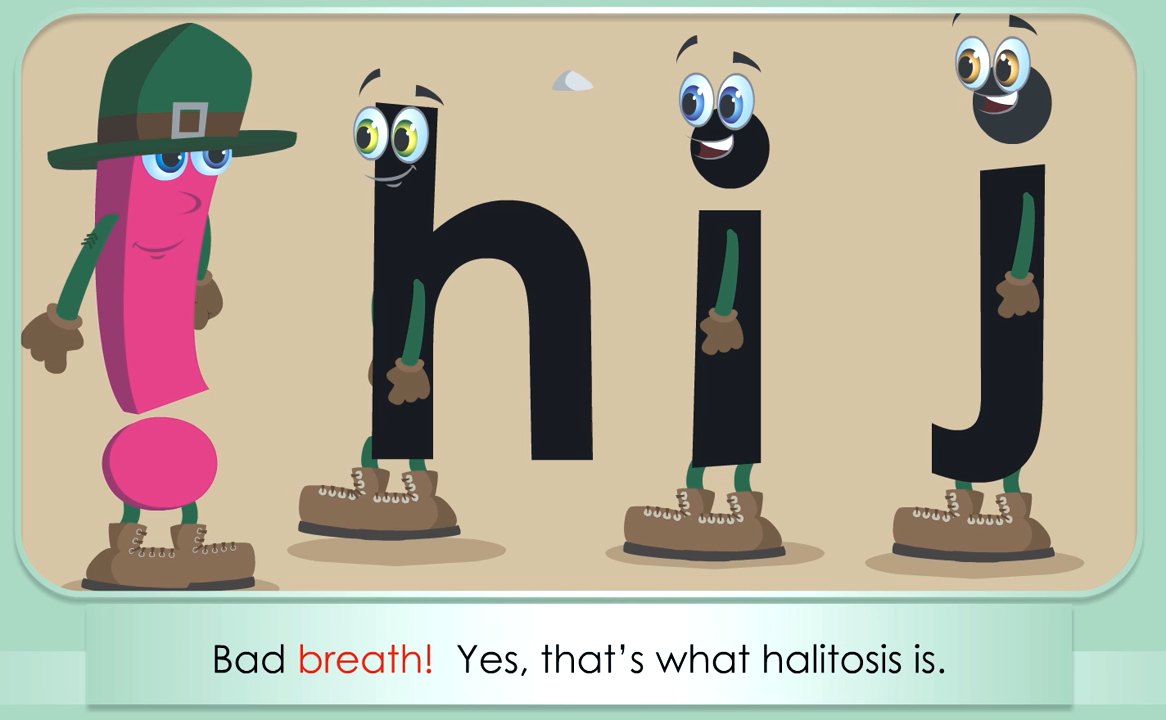 ! h i j
Bad breath!  Yes, that’s what halitosis is.